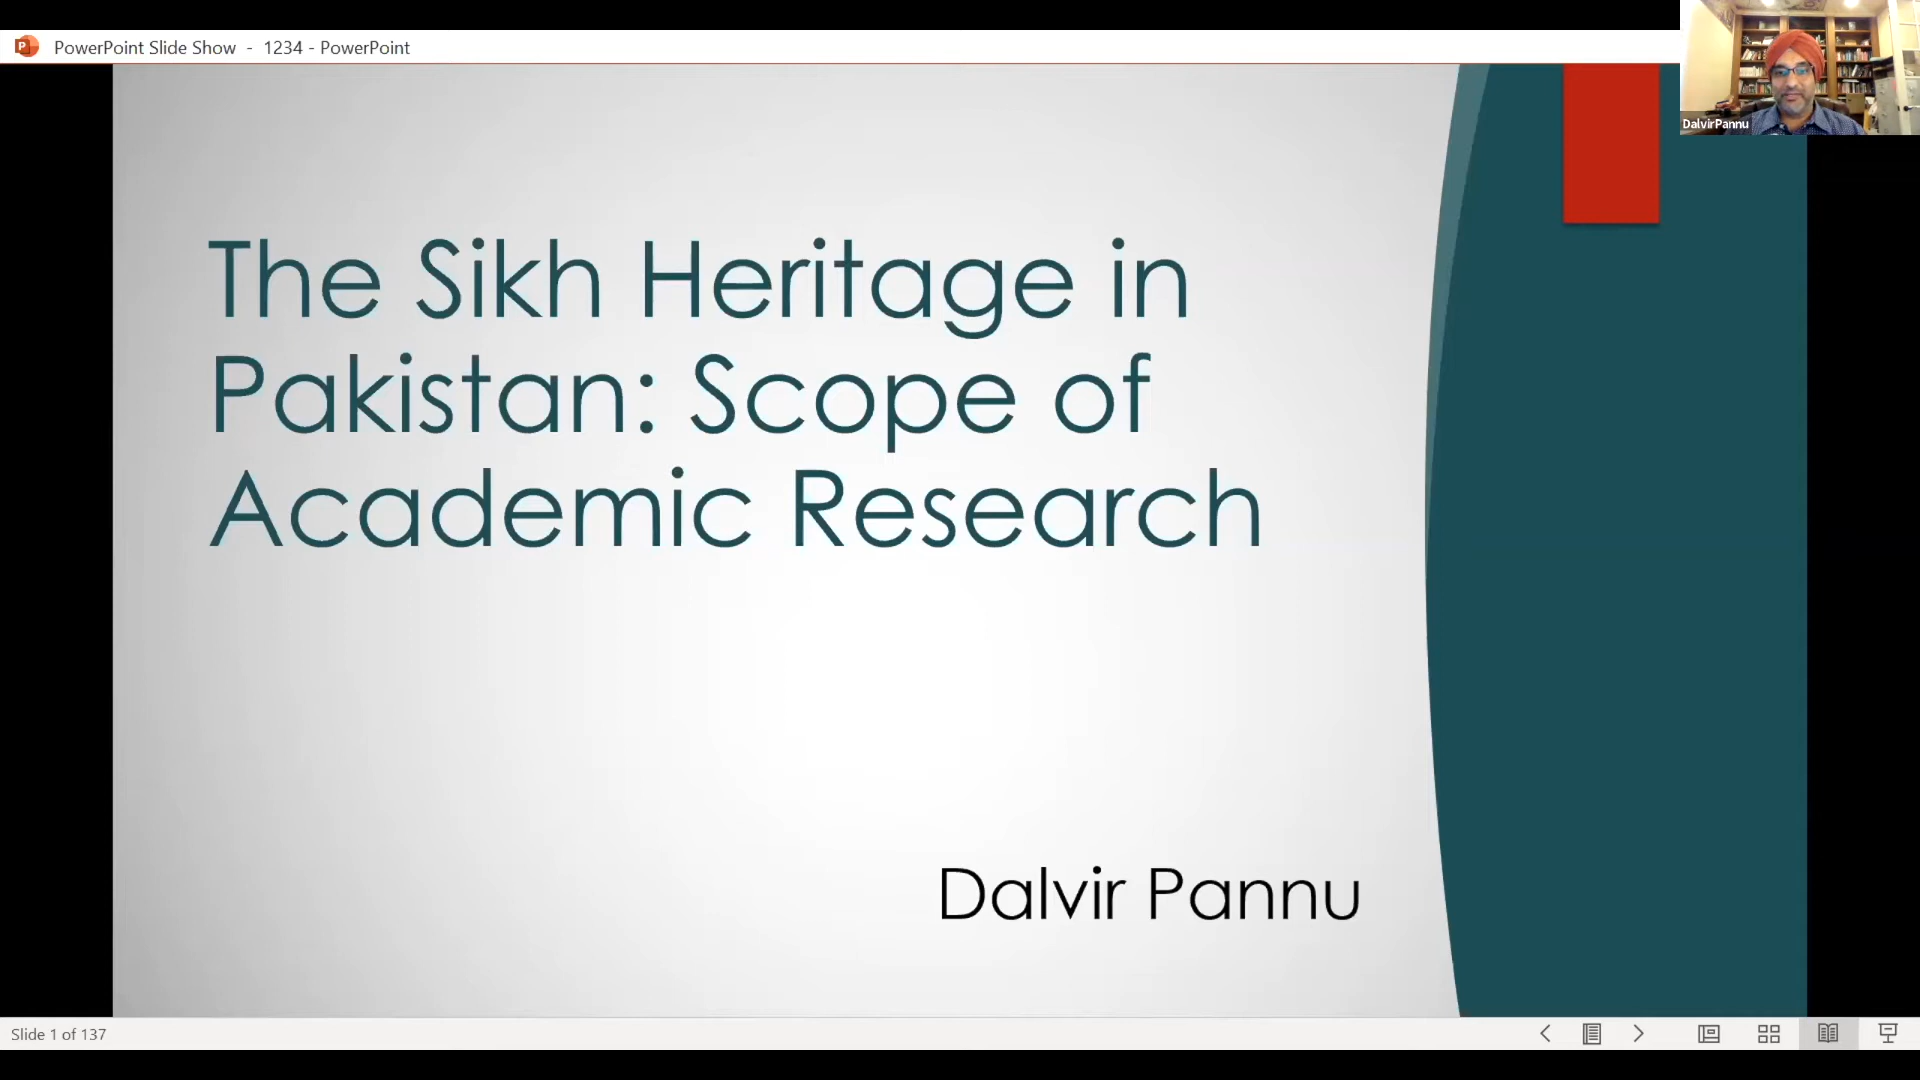 PowerPoint Slide Show - 1234 - PowerPoint
DalvirPannu
The Sikh Heritage in
Pakistan: Scope of
Academic Research
Dalvir Pannu
Slide 1 of 137